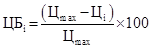 ЦБi = (Цmax − Цi) / Цmax × 100